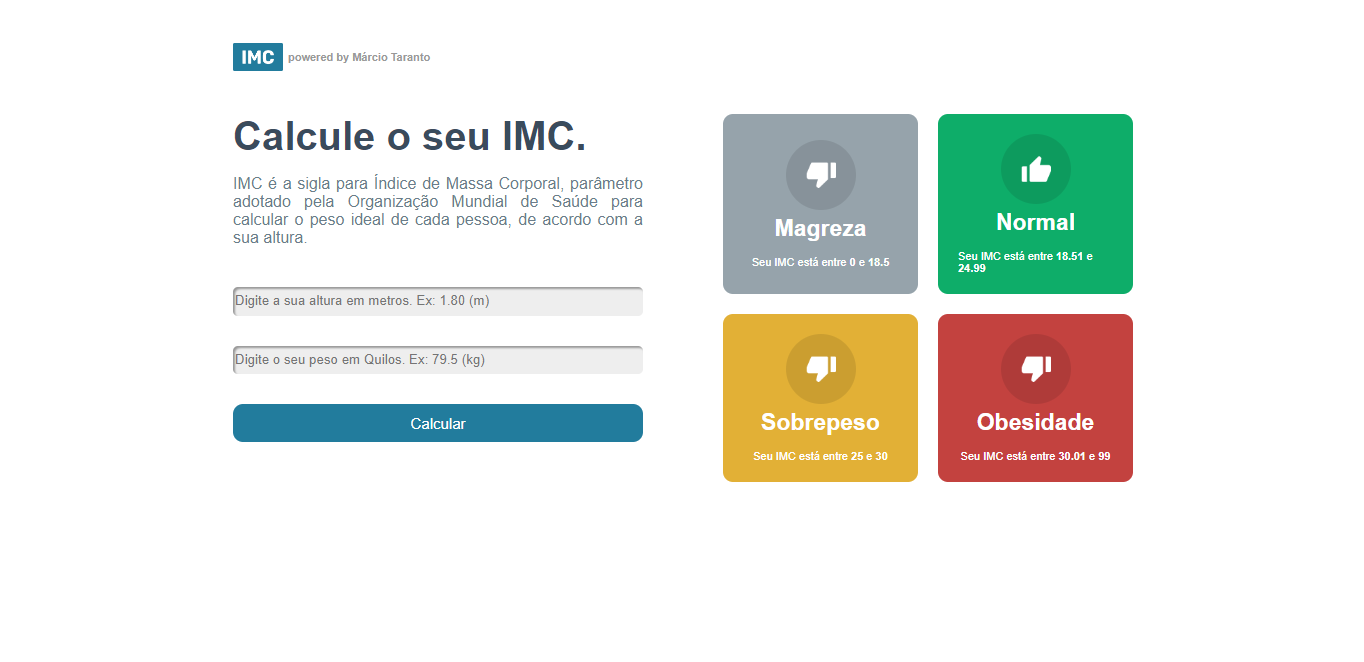 IMC powered by Márcio Taranto
Calcule o seu IMC.
IMC é a sigla para Índice de Massa Corporal, parâmetro
adotado pela Organização Mundial de Saúde para
calcular o peso ideal de cada pessoa, de acordo com a
sua altura.
Digite a sua altura em metros. Ex: 1.80 (m)
Digite o seu peso em Quilos. Ex: 79.5 (kg)
Calcular
Magreza
Seu IMC está entre 0 e 18.5
Normal
Seu IMC está entre 18.51 e
24.99
Sobrepeso
Seu IMC está entre 25 e 30
Obesidade
Seu IMC está entre 30.01 e 99